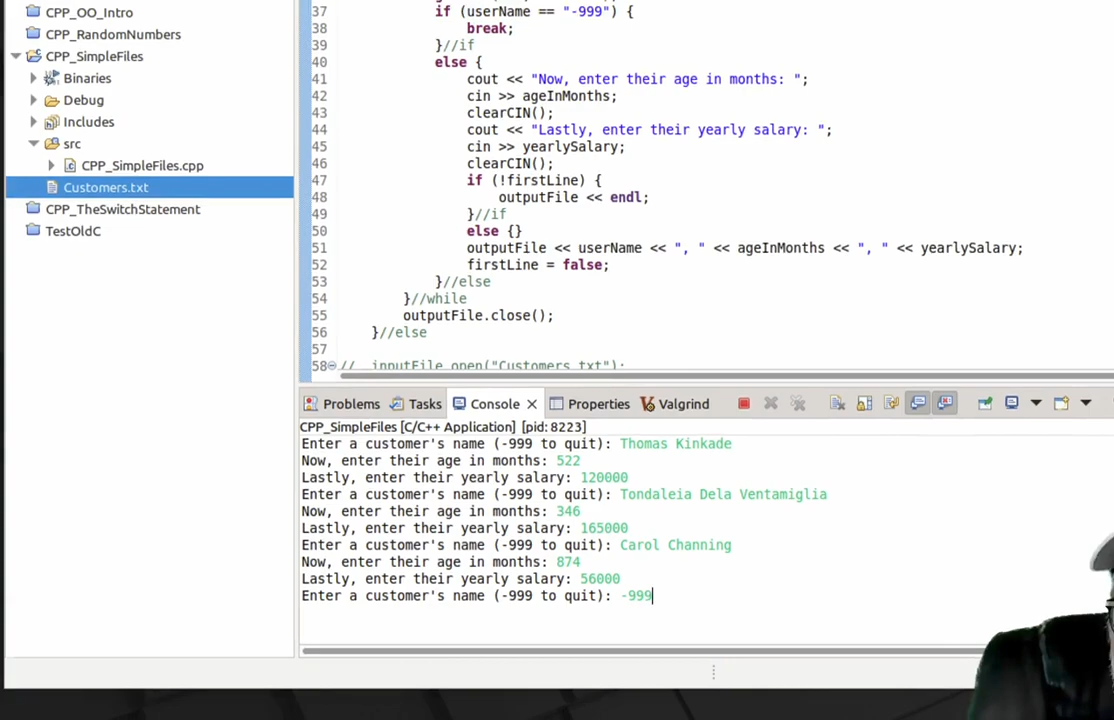 CPP_OO_Intro
CPP_RandomNumbers
CPP_SimpleFiles
Binaries
Debug
Includes
src
CPP_SimpleFiles.cpp
Customers.txt
CPP_TheSwitchStatement
TestOldC
37 if (userName == "-999") {
38 break;
39 }//if
40 else {
41 cout << "Now, enter their age in months: ";
42 cin >> ageInMonths;
43 clearCIN();
44 cout << "Lastly, enter their yearly salary: ";
45 cin >> yearlySalary;
46 clearCIN();
47 if (!firstLine) {
48 outputFile << endl;
49 }//if
50 else {}
51 outputFile << userName << ", " << ageInMonths << ", " << yearlySalary;
52 firstLine = false;
53 }//else
54 }//while
55 outputFile.close();
56 }//else
57
58 // inputFile.open("Customers.txt");
Problems Tasks Console Properties Valgrind
CPP_SimpleFiles [C/C++ Application] [pid: 8223]
Enter a customer's name (-999 to quit): Thomas Kinkade
Now, enter their age in months: 522
Lastly, enter their yearly salary: 120000
Enter a customer's name (-999 to quit): Tondaleia Dela Ventamiglia
Now, enter their age in months: 346
Lastly, enter their yearly salary: 165000
Enter a customer's name (-999 to quit): Carol Channing
Now, enter their age in months: 874
Lastly, enter their yearly salary: 56000
Enter a customer's name (-999 to quit): -999